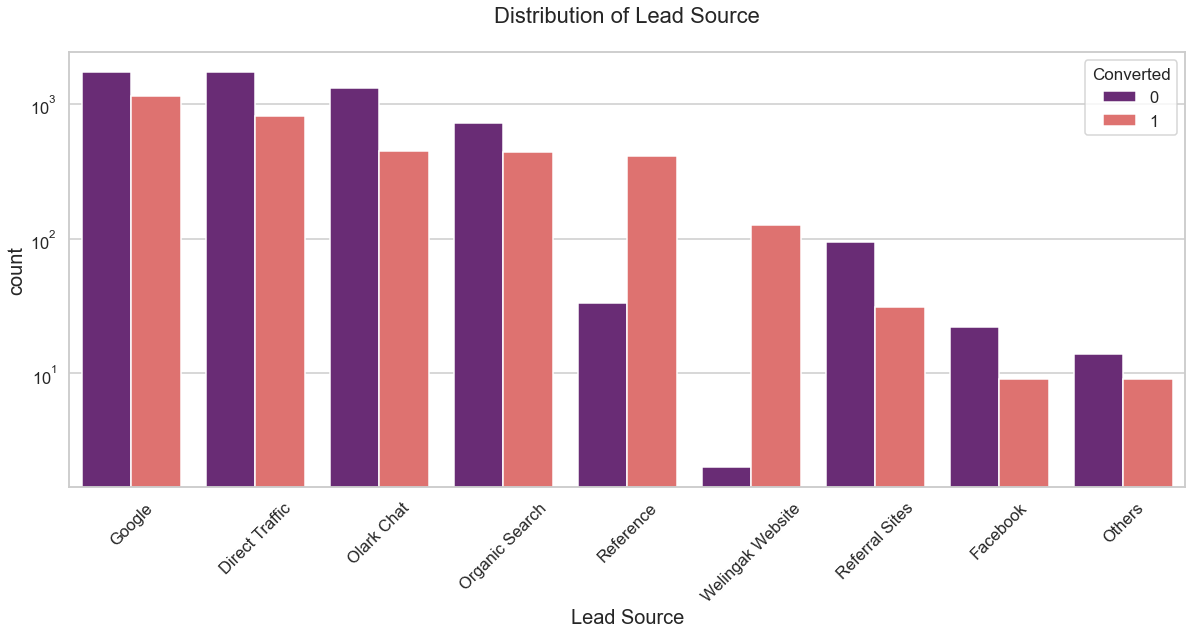 Distribution of Lead Source
Converted
0
1
10³
10²
10¹
count
Google
Direct Traffic
Olark Chat
Organic Search
Reference
Welingak Website
Referral Sites
Facebook
Others
Lead Source